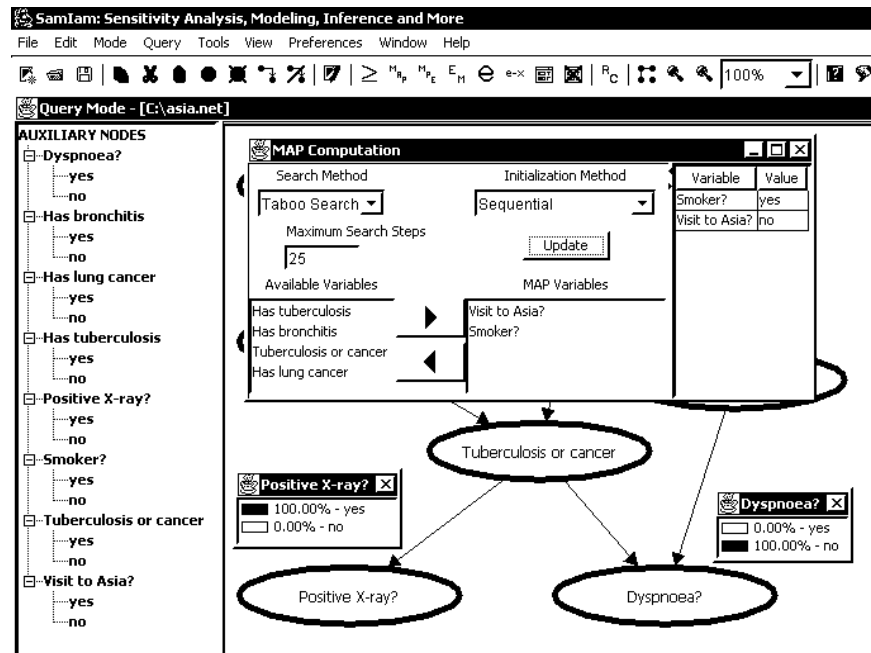 SamIam: Sensitivity Analysis, Modeling, Inference and More
File Edit Mode Query Tools View Preferences Window Help
100%
Query Mode - [C:\asia.net]
AUXILIARY NODES
Dyspnoea?
yes
no
Has bronchitis
yes
no
Has lung cancer
yes
no
Has tuberculosis
yes
no
Positive X-ray?
yes
no
Smoker?
yes
no
Tuberculosis or cancer
yes
no
Visit to Asia?
yes
no
MAP Computation
Search Method
Initialization Method
Taboo Search
Sequential
Maximum Search Steps
25
Update
Available Variables
MAP Variables
Has tuberculosis
Has bronchitis
Tuberculosis or cancer
Has lung cancer
Visit to Asia?
Smoker?
Variable Value
Smoker? yes
Visit to Asia? no
Tuberculosis or cancer
Positive X-ray?
100.00% - yes
0.00% - no
Dyspnoea?
0.00% - yes
100.00% - no
Positive X-ray?
Dyspnoea?